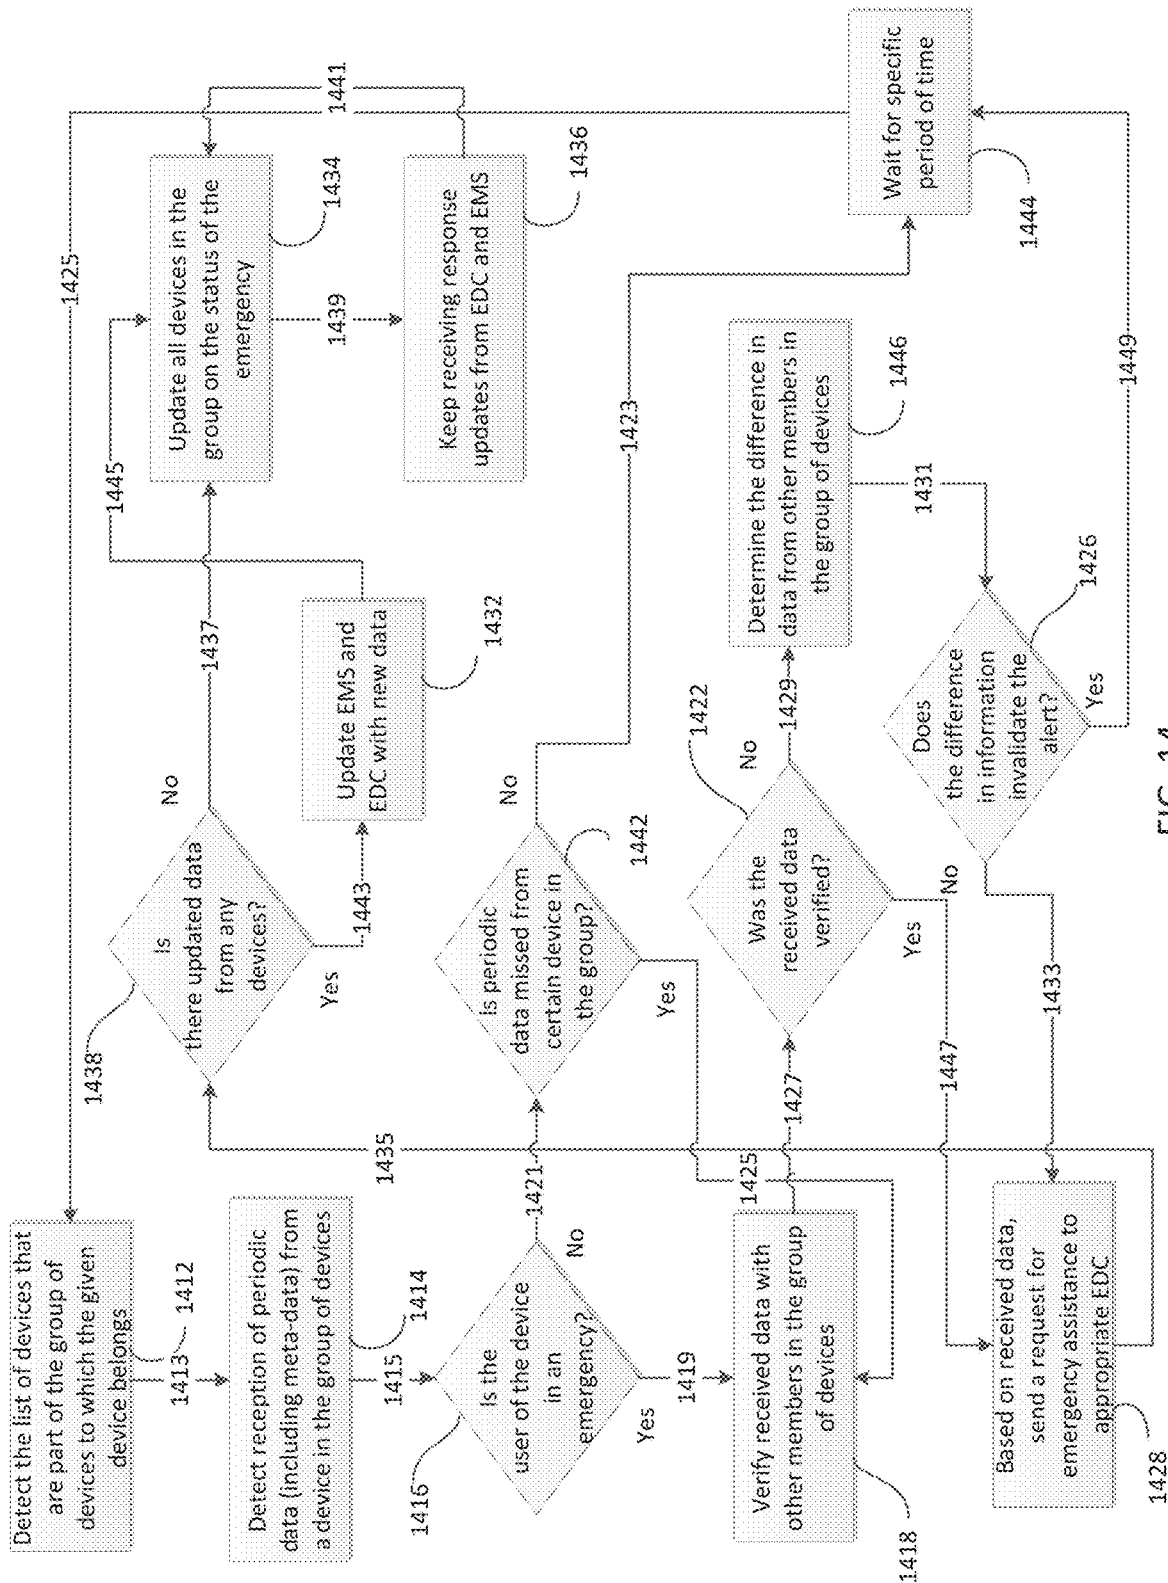 Detect the list of devices that
are part of the group of
devices to which the given
device belongs
1412
1413
Detect reception of periodic
data (including meta-data) from
a device in the group of devices
1414
1415
Is the
user of the device
in an
emergency?
1416
Yes
No
1419
1421
Verify received data with
other members in the group
of devices
1418
1425
1427
Based on received data,
send a request for
emergency assistance to
appropriate EDC
1428
1435
Is
there updated data
from any
devices?
1438
Yes
No
1443
1437
Update EMS and
EDC with new data
1432
1445
Is periodic
data missed from
certain device in
the group?
1442
Yes
No
1423
Was the
received data
verified?
1422
Yes
No
1447
1429
Does
the difference
in information
invalidate the
alert?
1426
No
Yes
1433
1449
Determine the difference in
data from other members in
the group of devices
1446
1431
Update all devices in the
group on the status of the
emergency
1434
1439
Keep receiving response
updates from EDC and EMS
1436
1441
1425
Wait for specific
period of time
1444